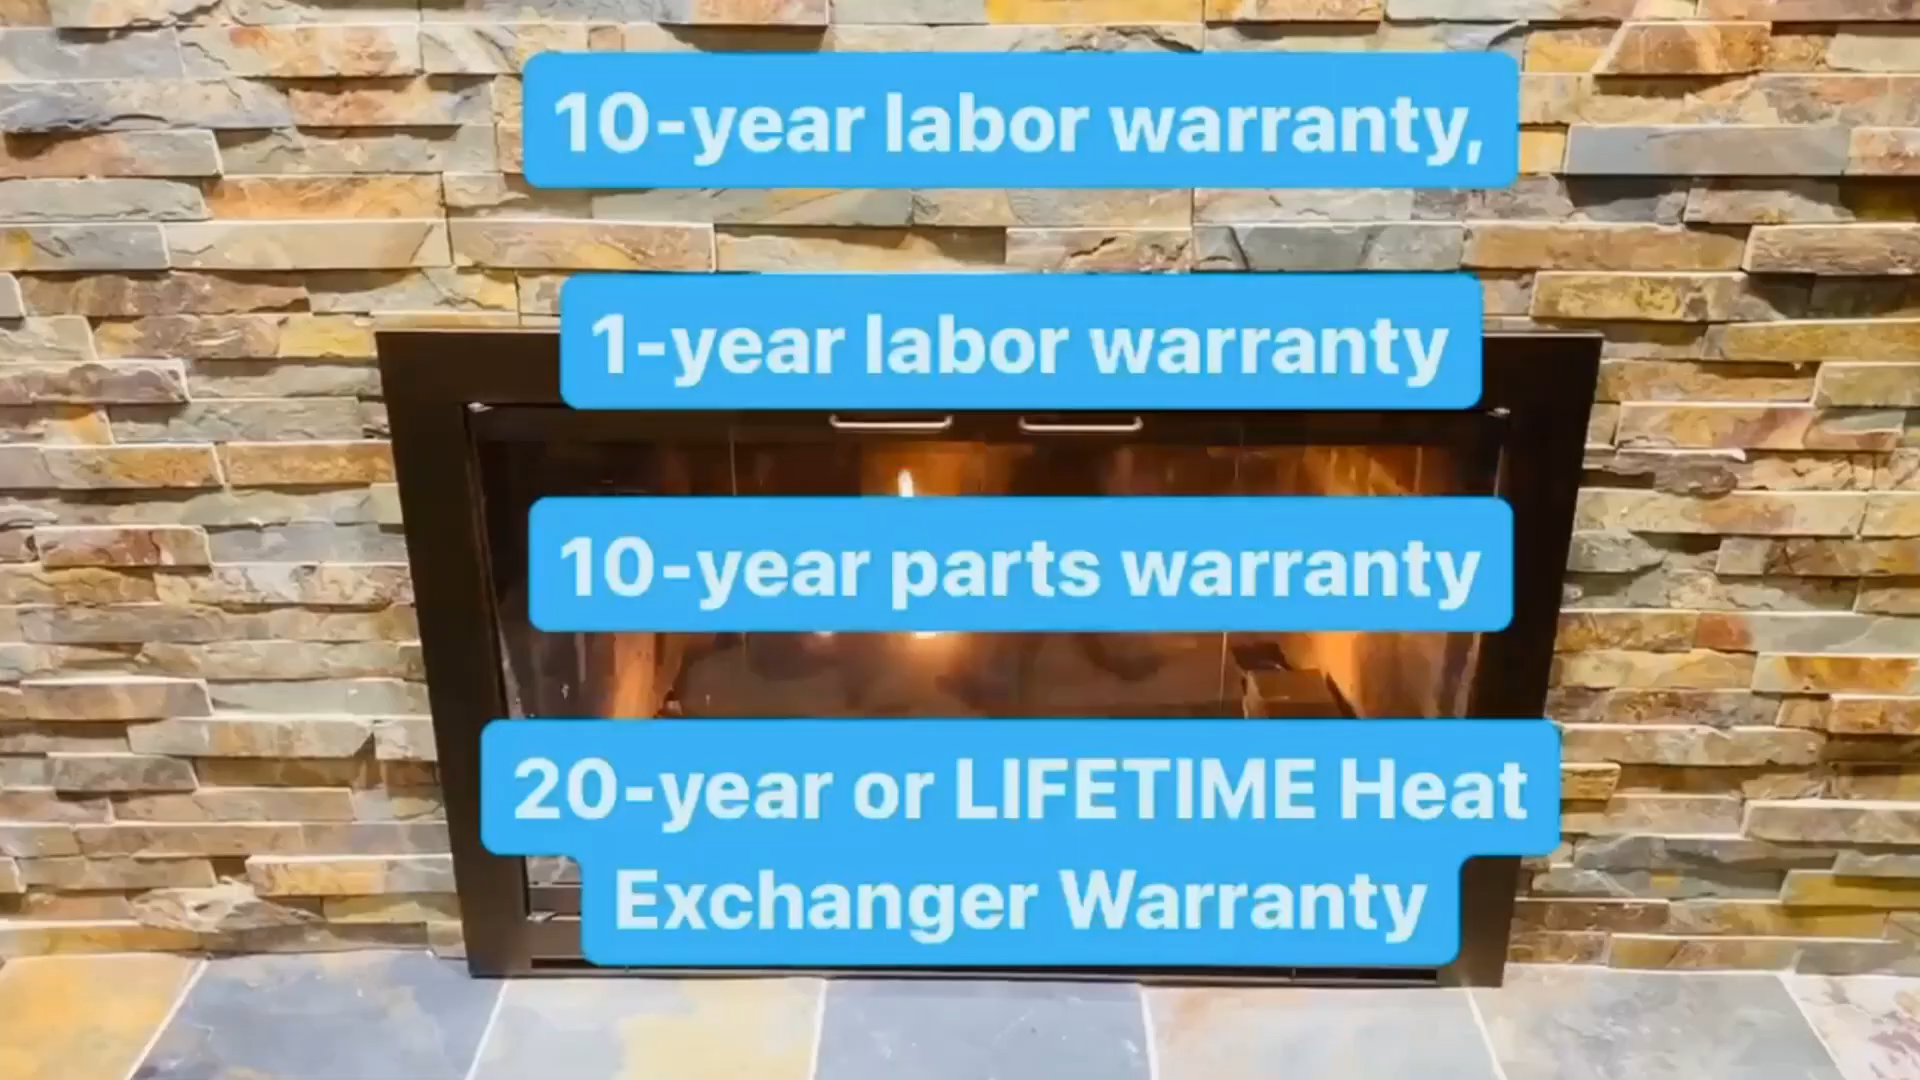 10-year labor warranty,
1-year labor warranty
10-year parts warranty
20-year or LIFETIME Heat
Exchanger Warranty